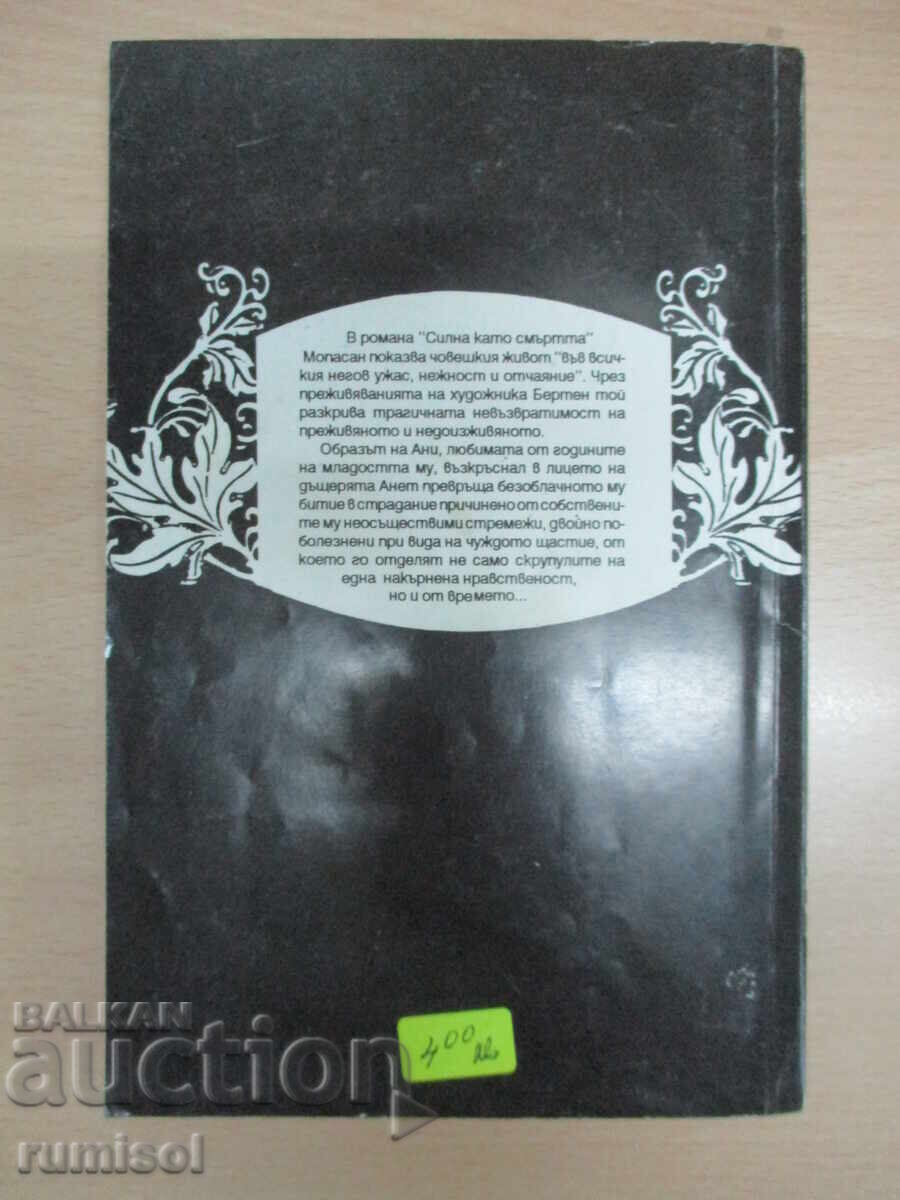 В романа "Силна като смъртта"
Мопасан показва човешкия живот "във всич-
кия негов ужас, нежност и отчаяние". Чрез
преживяванията на художника Бертен той
разкрива трагичната невъзвратимост на
преживяното и недоизживяното.
Образът на Ани, любимата от годините
на младостта му, възкръснал в лицето на
дъщерята Анет превръща безоблачното му
битие в страдание причинено от собствени-
те му неосъществими стремежи, двойно по-
болезнени при вида на чуждото щастие, от
което го отделят не само скрупулите на
една накърнена нравственост,
но и от времето...
400 лв
BALKAN
auction
rumisol